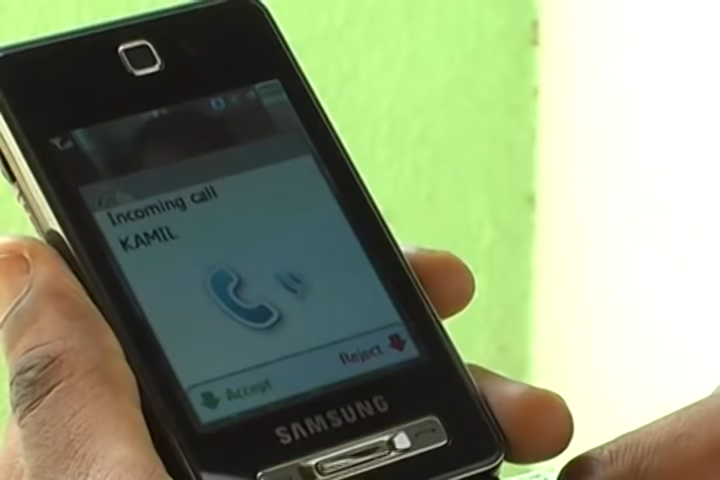 Incoming call
KAMIL
Reject
Accept
SAMSUNG